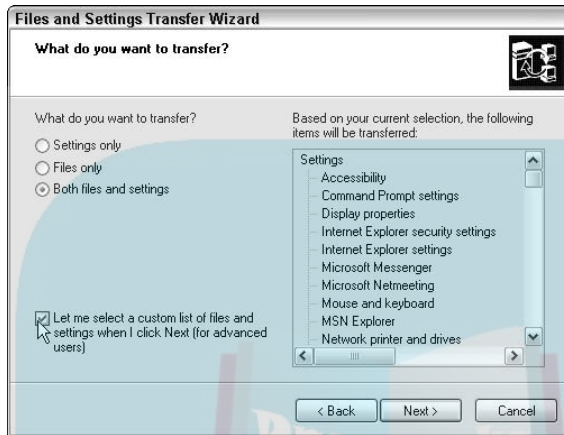 Files and Settings Transfer Wizard
What do you want to transfer?
What do you want to transfer?
Settings only
Files only
Both files and settings
Let me select a custom list of files and
settings when I click Next (for advanced
users)
Based on your current selection, the following
items will be transferred:
Settings
Accessibility
Command Prompt settings
Display properties
Internet Explorer security settings
Internet Explorer settings
Microsoft Messenger
Microsoft Netmeeting
Mouse and keyboard
MSN Explorer
Network printer and drives
< Back
Next >
Cancel